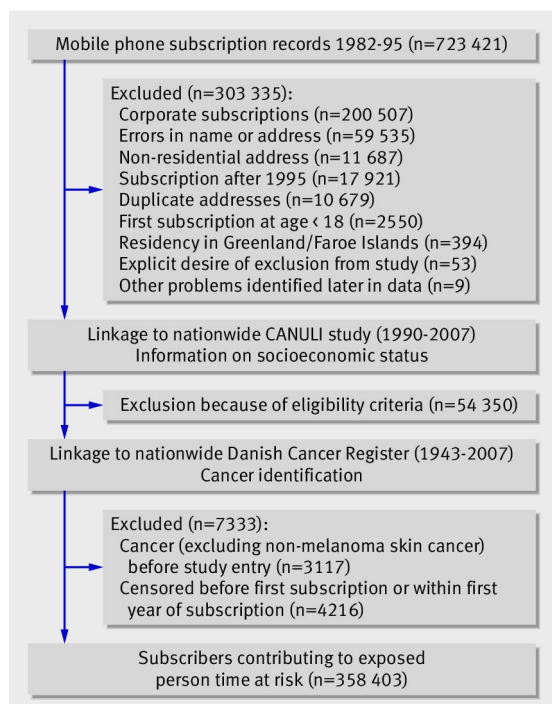 Mobile phone subscription records 1982-95 (n=723 421)
Excluded (n=303 335):
Corporate subscriptions (n=200 507)
Errors in name or address (n=59 535)
Non-residential address (n=11 687)
Subscription after 1995 (n=17 921)
Duplicate addresses (n=10 679)
First subscription at age < 18 (n=2550)
Residency in Greenland/Faroe Islands (n=394)
Explicit desire of exclusion from study (n=53)
Other problems identified later in data (n=9)
Linkage to nationwide CANULI study (1990-2007)
Information on socioeconomic status
Exclusion because of eligibility criteria (n=54 350)
Linkage to nationwide Danish Cancer Register (1943-2007)
Cancer identification
Excluded (n=7333):
Cancer (excluding non-melanoma skin cancer)
before study entry (n=3117)
Censored before first subscription or within first
year of subscription (n=4216)
Subscribers contributing to exposed
person time at risk (n=358 403)